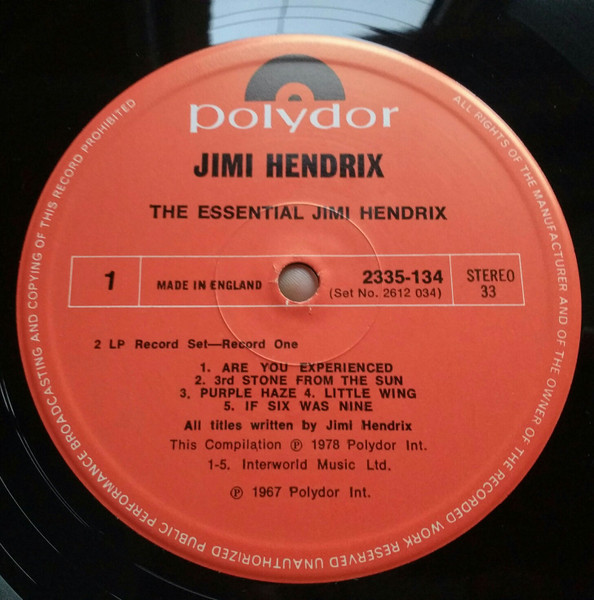 polydor
JIMI HENDRIX
THE ESSENTIAL JIMI HENDRIX
1
MADE IN ENGLAND
2335-134
(Set No. 2612 034)
STEREO
33
2 LP Record Set—Record One
1. ARE YOU EXPERIENCED
2. 3rd STONE FROM THE SUN
3. PURPLE HAZE 4. LITTLE WING
5. IF SIX WAS NINE
All titles written by Jimi Hendrix
This Compilation ℗ 1978 Polydor Int.
1-5. Interworld Music Ltd.
℗ 1967 Polydor Int.
ALL RIGHTS OF THE MANUFACTURER AND OF THE OWNER OF THE RECORDED WORK RESERVED UNAUTHORIZED PUBLIC PERFORMANCE BROADCASTING AND COPYING OF THIS RECORD PROHIBITED